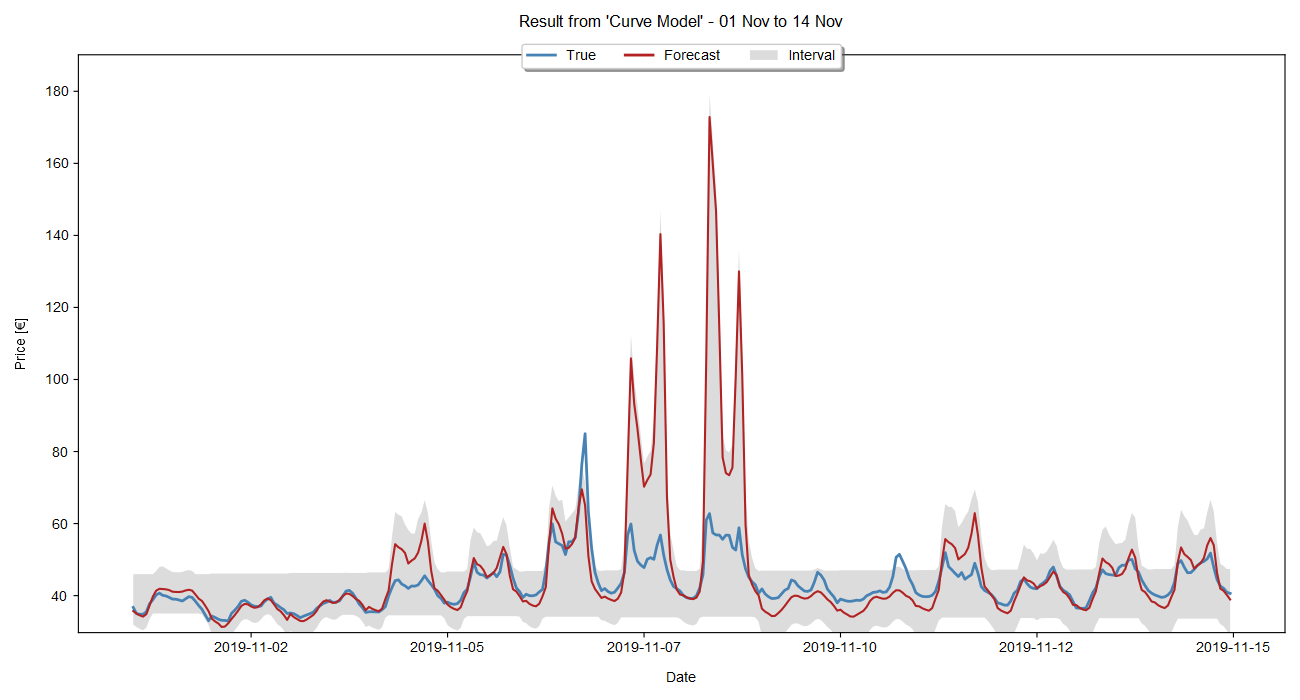 Result from 'Curve Model' - 01 Nov to 14 Nov
True Forecast Interval
180
160
140
120
100
80
60
40
Price [€]
2019-11-02 2019-11-05 2019-11-07 2019-11-10 2019-11-12 2019-11-15
Date